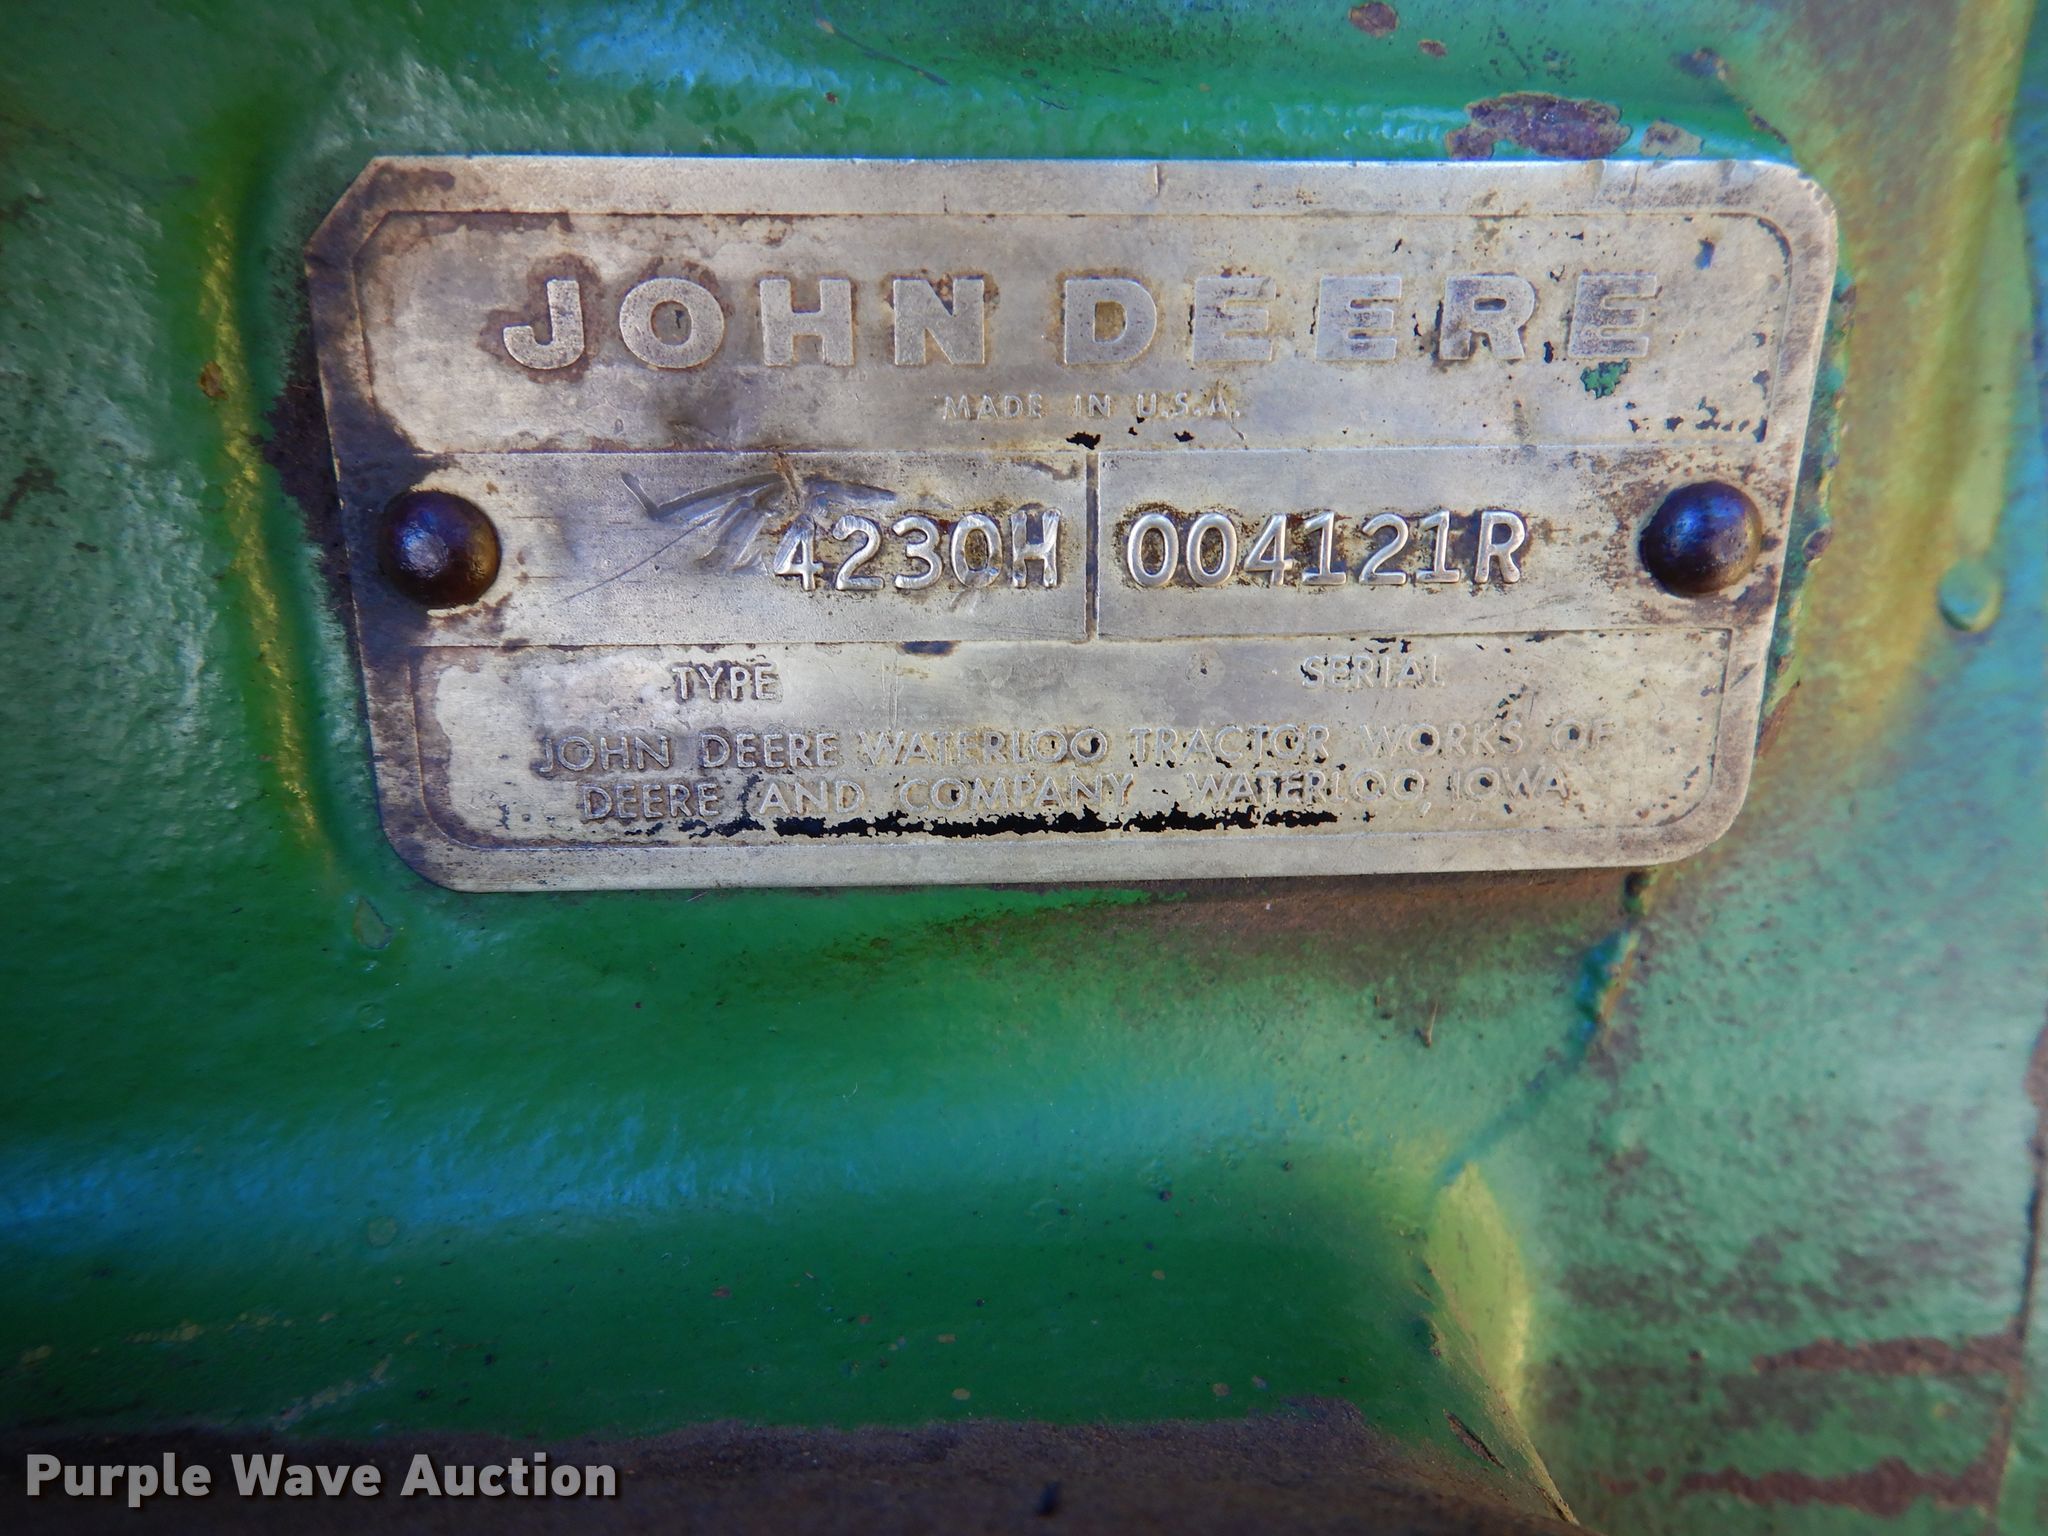 JOHN DEERE
MADE IN U.S.A.
4230H 004121R
TYPE SERIAL
JOHN DEERE WATERLOO TRACTOR WORKS OF
DEERE AND COMPANY WATERLOO, IOWA
Purple Wave Auction